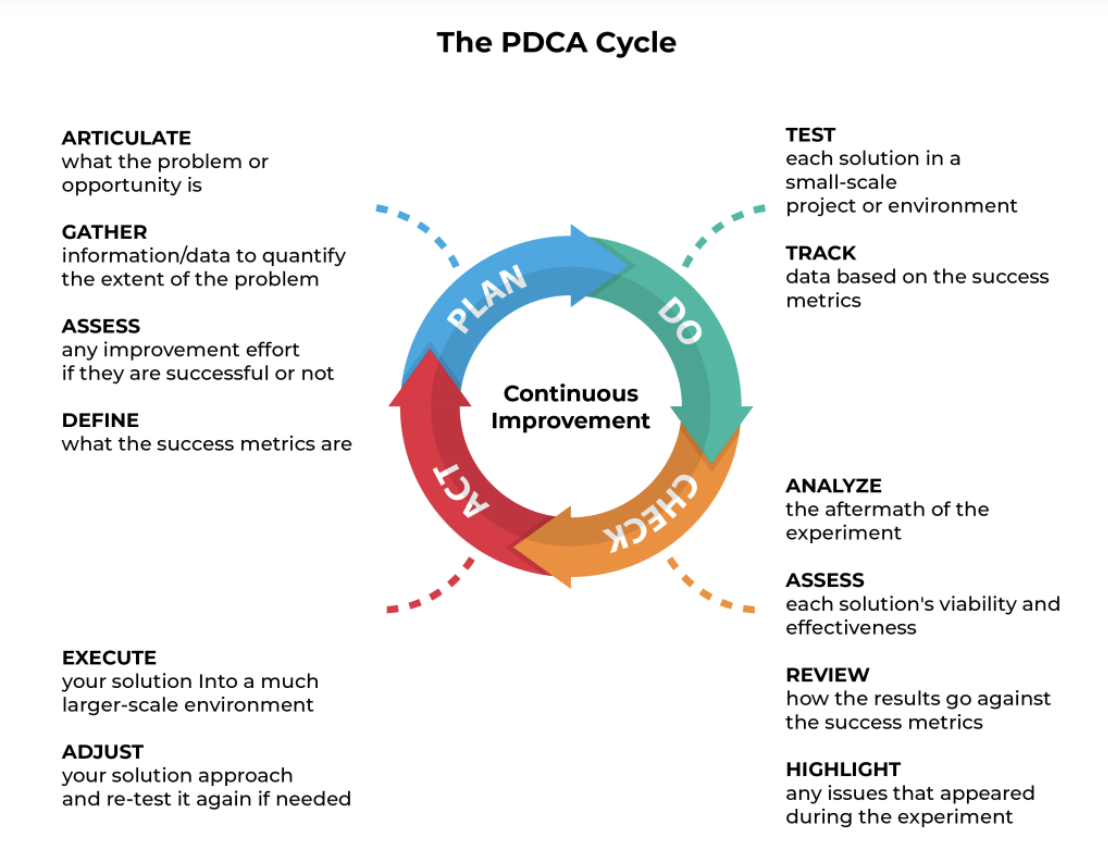 The PDCA Cycle
ARTICULATE
what the problem or
opportunity is
GATHER
information/data to quantify
the extent of the problem
ASSESS
any improvement effort
if they are successful or not
DEFINE
what the success metrics are
TEST
each solution in a
small-scale
project or environment
TRACK
data based on the success
metrics
PLAN
DO
CHECK
ACT
Continuous
Improvement
ANALYZE
the aftermath of the
experiment
ASSESS
each solution's viability and
effectiveness
REVIEW
how the results go against
the success metrics
HIGHLIGHT
any issues that appeared
during the experiment
EXECUTE
your solution Into a much
larger-scale environment
ADJUST
your solution approach
and re-test it again if needed